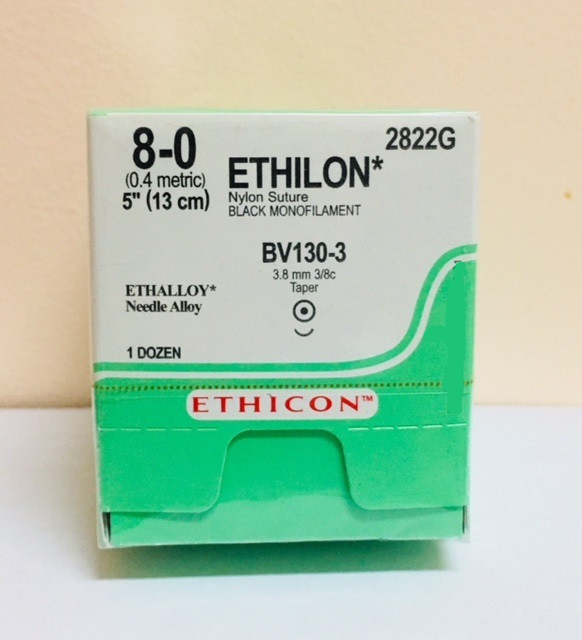 8-0
(0.4 metric)
5" (13 cm)
2822G
ETHILON*
Nylon Suture
BLACK MONOFILAMENT
BV130-3
3.8 mm 3/8c
Taper
ETHALLOY*
Needle Alloy
1 DOZEN
ETHICON™